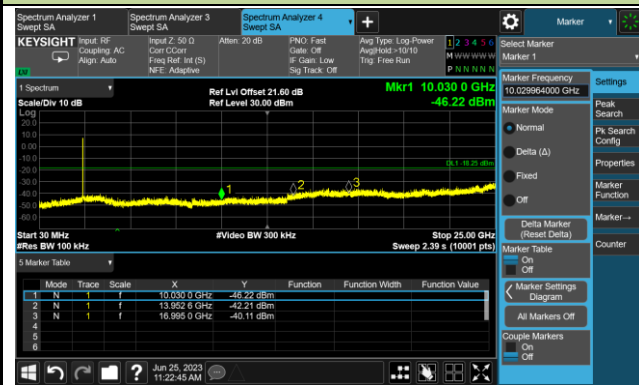 Spectrum Analyzer 1
Swept SA
Spectrum Analyzer 3
Swept SA
Spectrum Analyzer 4
Swept SA
Marker
KEYSIGHT
Input: RF
Coupling: AC
Align: Auto
Input Z: 50 Ω
Corr CCorr
Freq Ref: Int (S)
NFE: Adaptive
Atten: 20 dB
PNO: Fast
Gate: Off
IF Gain: Low
Sig Track: Off
Avg Type: Log-Power
Avg|Hold:>10/10
Trig: Free Run
1 2 3 4 5 6
M W W W W W
P N N N N N
LXI
Select Marker
Marker 1
1 Spectrum
Scale/Div 10 dB
Ref Lvl Offset 21.60 dB
Ref Level 30.00 dBm
Mkr1 10.030 0 GHz
-46.22 dBm
Log
20.0
10.0
0.00
-10.0
-20.0
-30.0
-40.0
-50.0
-60.0
DL1 -18.25 dBm
1
2
3
Start 30 MHz
#Res BW 100 kHz
#Video BW 300 kHz
Stop 25.00 GHz
Sweep 2.39 s (10001 pts)
5 Marker Table
Mode Trace Scale X Y Function Function Width Function Value
1 N 1 f 10.030 0 GHz -46.22 dBm
2 N 1 f 13.952 6 GHz -42.21 dBm
3 N 1 f 16.995 0 GHz -40.11 dBm
4
5
6
Marker Frequency
10.029964000 GHz
Marker Mode
Normal
Delta (Δ)
Fixed
Off
Delta Marker
(Reset Delta)
Marker Table
On
Off
Marker Settings
Diagram
All Markers Off
Couple Markers
On
Off
Settings
Peak
Search
Pk Search
Config
Properties
Marker
Function
Marker→
Counter
Jun 25, 2023
11:22:45 AM